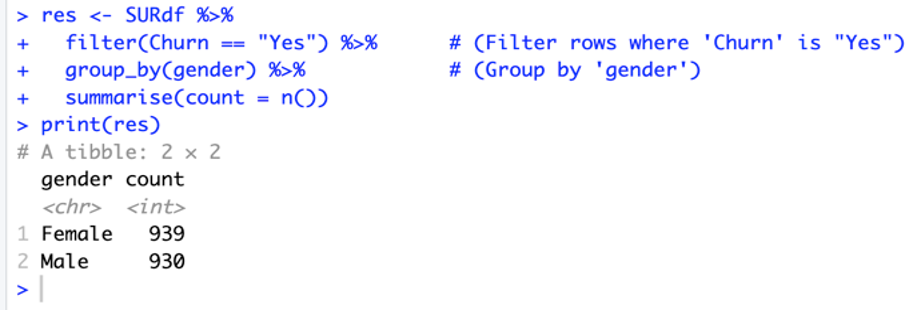 > res <- SURdf %>%
+   filter(Churn == "Yes") %>%      # (Filter rows where 'Churn' is "Yes")
+   group_by(gender) %>%            # (Group by 'gender')
+   summarise(count = n())
> print(res)
# A tibble: 2 × 2
  gender count
  <chr>  <int>
1 Female   939
2 Male     930
>